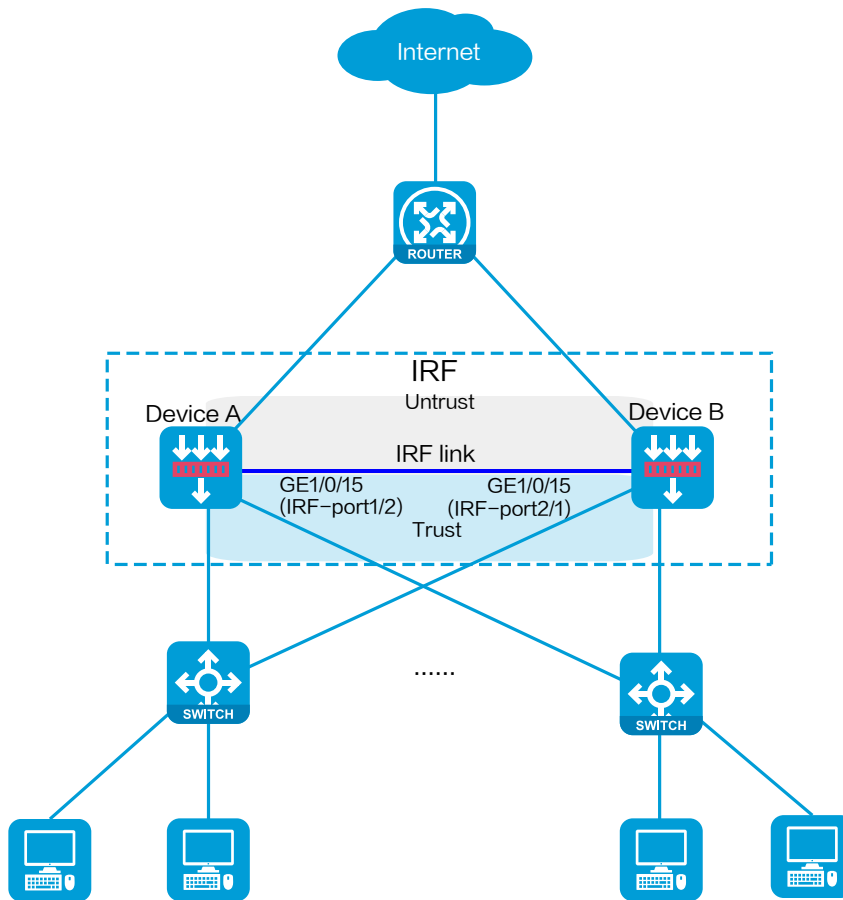 Internet
ROUTER
IRF
Untrust
Device A
Device B
IRF link
GE1/0/15
(IRF-port1/2)
GE1/0/15
(IRF-port2/1)
Trust
......
SWITCH
SWITCH